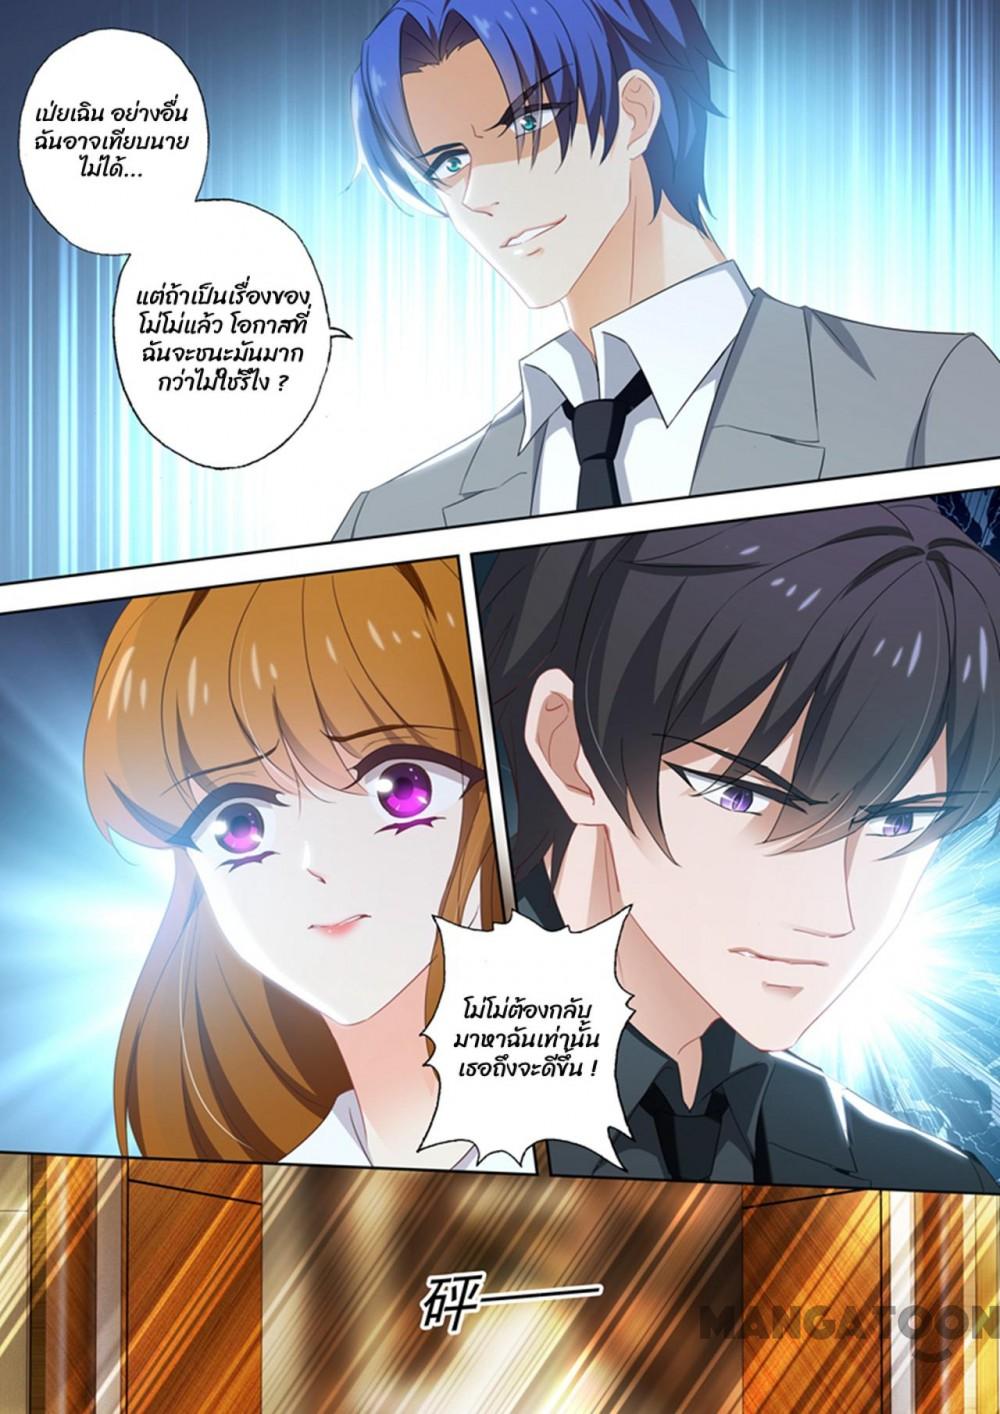 เป่ยเฉิน อย่างอื่น
ฉันอาจเทียบนาย
ไม่ได้...
แต่ถ้าเป็นเรื่องของ
โม่โม่แล้ว โอกาสที่
ฉันจะชนะมันมาก
กว่าไม่ใช่รึไง ?
โม่โม่ต้องกลับ
มาหาฉันเท่านั้น
เธอถึงจะดีขึ้น !
砰——
MANGATOON